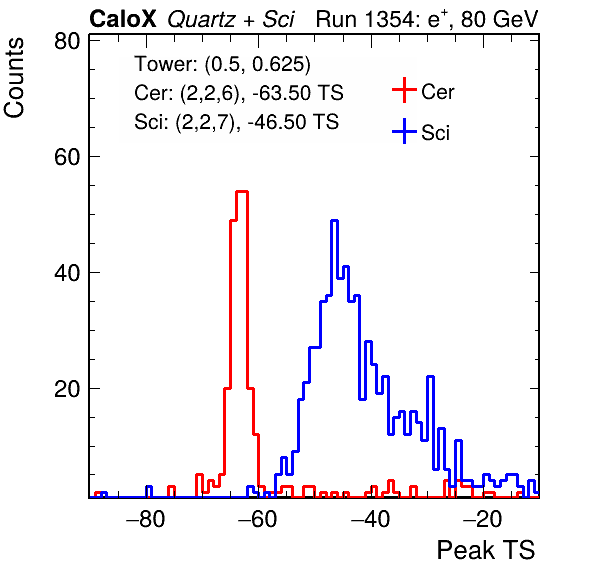 CaloX Quartz + Sci Run 1354: e⁺, 80 GeV
Counts
80
60
40
20
Tower: (0.5, 0.625)
Cer: (2,2,6), -63.50 TS
Sci: (2,2,7), -46.50 TS
Cer
Sci
−80 −60 −40 −20
Peak TS